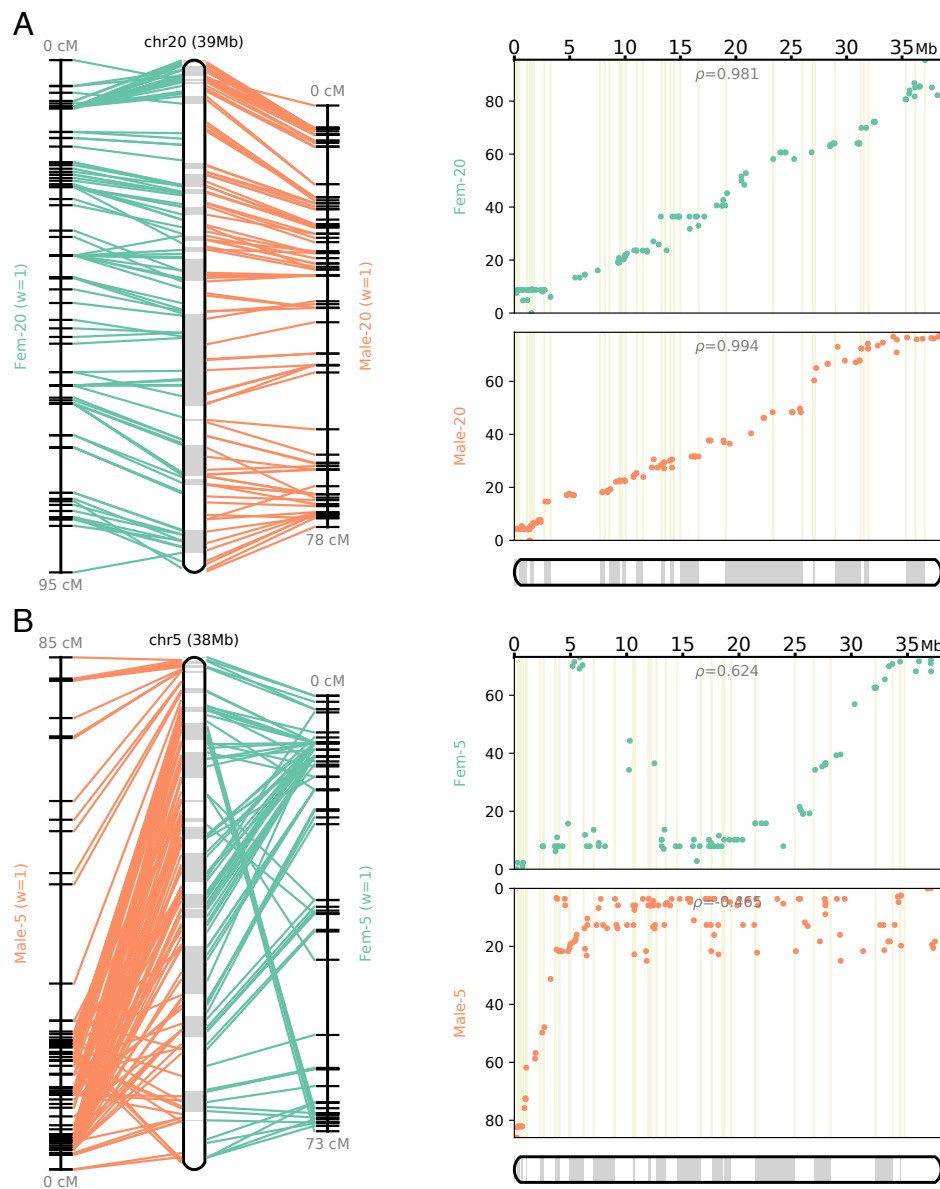 A
chr20 (39Mb)
0 cM
0 cM
Fem-20 (w=1)
Male-20 (w=1)
78 cM
95 cM
0 5 10 15 20 25 30 35 Mb
ρ=0.981
Fem-20
80
60
40
20
0
ρ=0.994
Male-20
60
40
20
0
B
chr5 (38Mb)
85 cM
0 cM
Male-5 (w=1)
Fem-5 (w=1)
73 cM
0 cM
0 5 10 15 20 25 30 35 Mb
ρ=0.624
Fem-5
60
40
20
0
0
ρ=-0.465
Male-5
20
40
60
80